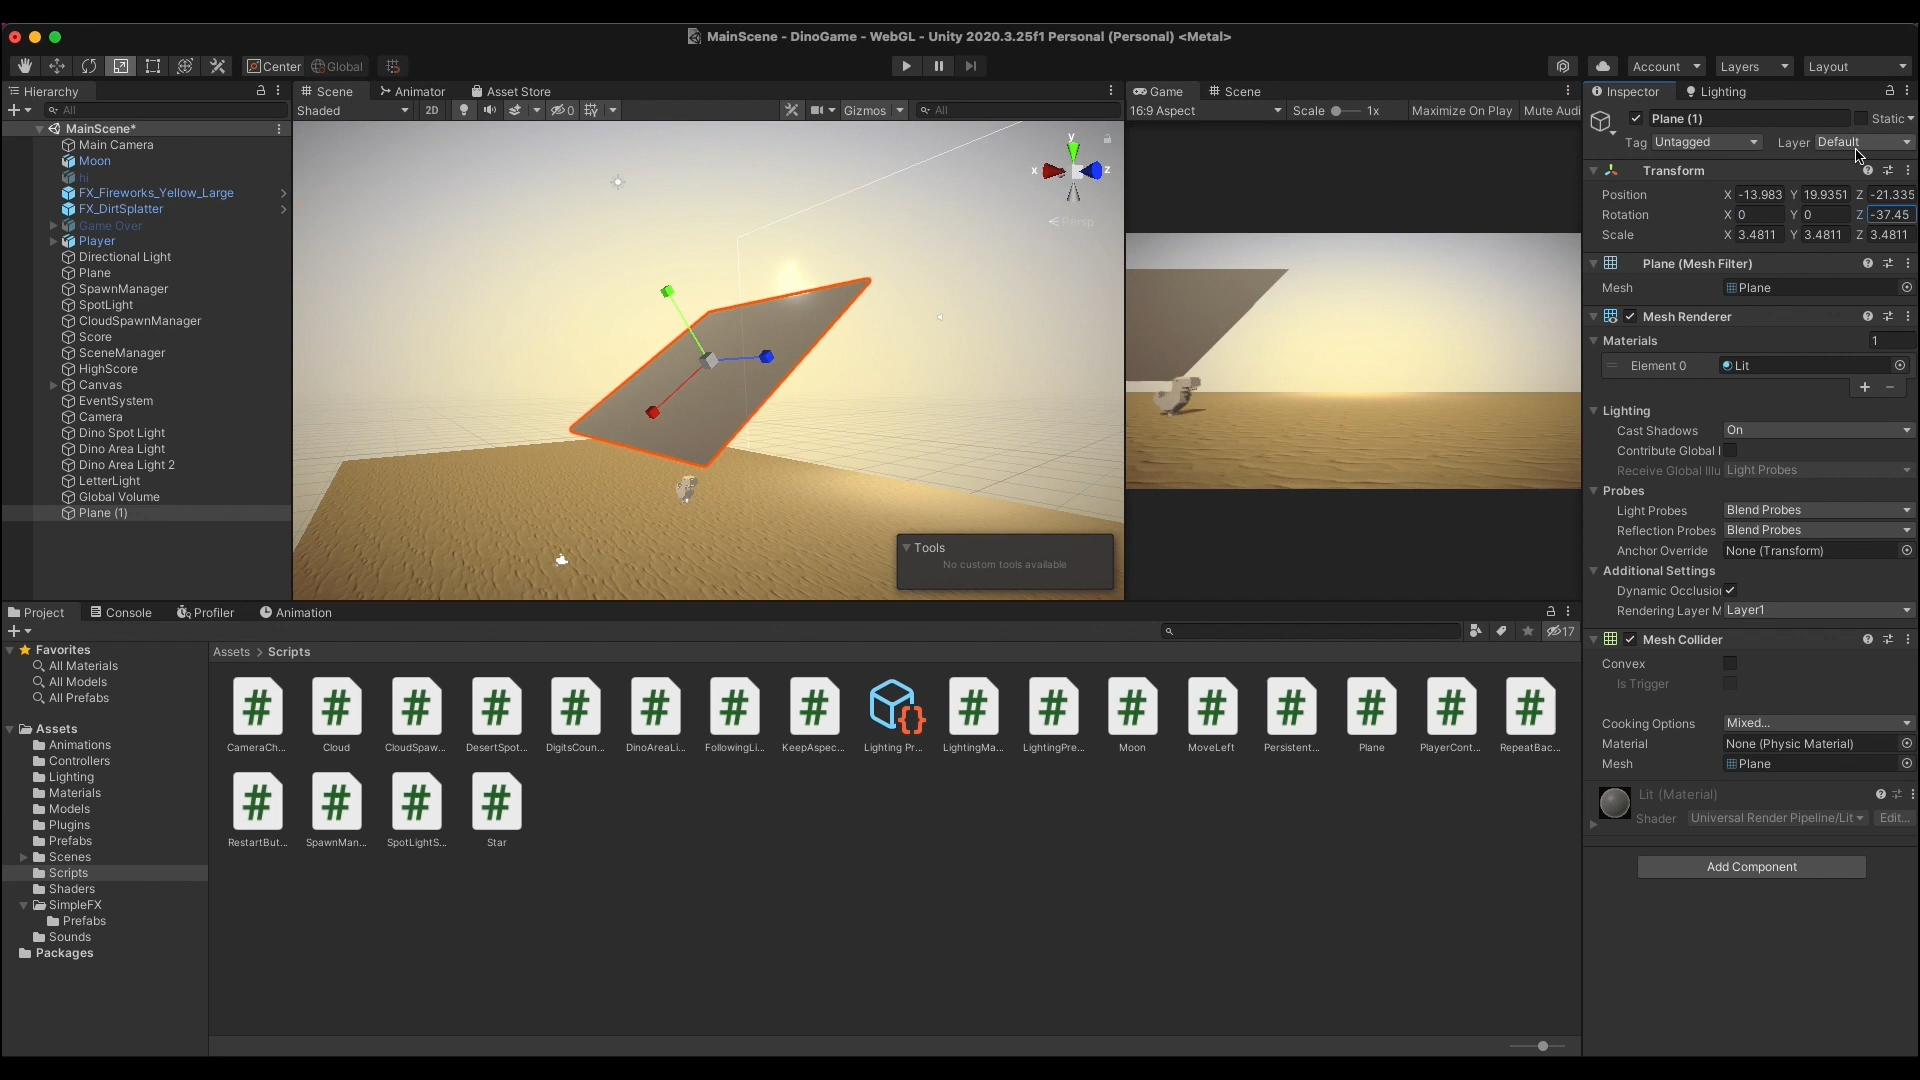 MainScene - DinoGame - WebGL - Unity 2020.3.25f1 Personal (Personal) <Metal>
Center Global Account Layers Layout
Hierarchy
All
MainScene*
Main Camera
Moon
hi
FX_Fireworks_Yellow_Large
FX_DirtSplatter
Game Over
Player
Directional Light
Plane
SpawnManager
SpotLight
CloudSpawnManager
Score
SceneManager
HighScore
Canvas
EventSystem
Camera
Dino Spot Light
Dino Area Light
Dino Area Light 2
LetterLight
Global Volume
Plane (1)
Scene Animator Asset Store
Shaded 2D 0 Gizmos All
y
x z
Persp
Tools
No custom tools available
Game Scene
16:9 Aspect Scale 1x Maximize On Play Mute Audi
Inspector Lighting
Plane (1) Static
Tag Untagged Layer Default
Transform
Position X -13.983 Y 19.9351 Z -21.335
Rotation X 0 Y 0 Z -37.45
Scale X 3.4811 Y 3.4811 Z 3.4811
Plane (Mesh Filter)
Mesh Plane
Mesh Renderer
Materials 1
Element 0 Lit
Lighting
Cast Shadows On
Contribute Global I
Receive Global Illu Light Probes
Probes
Light Probes Blend Probes
Reflection Probes Blend Probes
Anchor Override None (Transform)
Additional Settings
Dynamic Occlusio
Rendering Layer M Layer1
Mesh Collider
Convex
Is Trigger
Cooking Options Mixed...
Material None (Physic Material)
Mesh Plane
Lit (Material)
Shader Universal Render Pipeline/Lit Edit...
Add Component
Project Console Profiler Animation
17
Favorites
All Materials
All Models
All Prefabs
Assets
Animations
Controllers
Lighting
Materials
Models
Plugins
Prefabs
Scenes
Scripts
Shaders
SimpleFX
Prefabs
Sounds
Packages
Assets > Scripts
CameraCh... Cloud CloudSpaw... DesertSpot... DigitsCoun... DinoAreaLi... FollowingLi... KeepAspec... Lighting Pr... LightingMa... LightingPre... Moon MoveLeft Persistent... Plane PlayerCont... RepeatBac...
RestartBut... SpawnMan... SpotLightS... Star